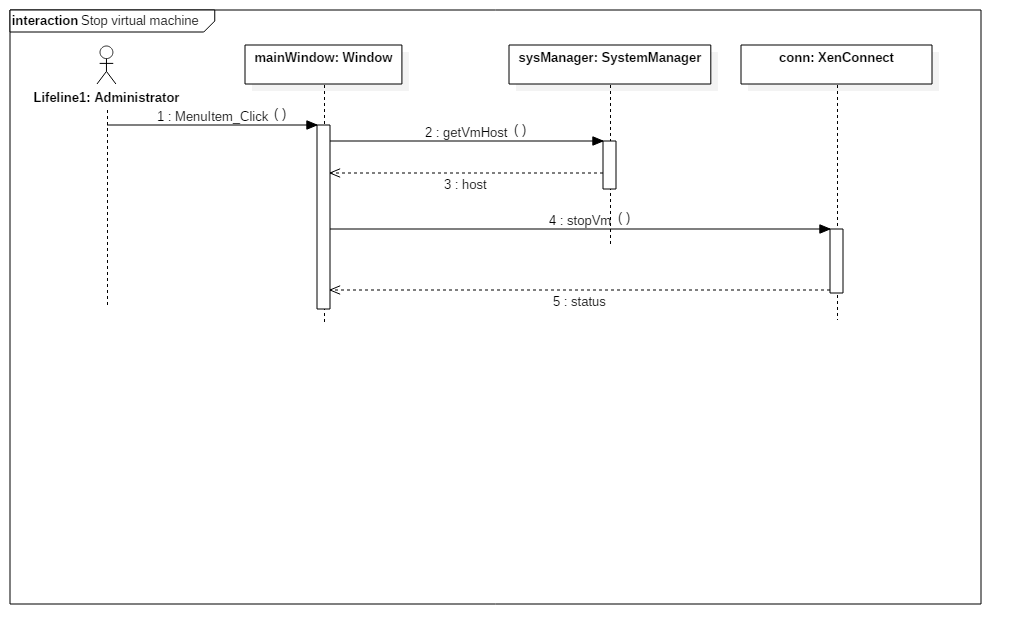 interaction Stop virtual machine
mainWindow: Window
sysManager: SystemManager
conn: XenConnect
Lifeline1: Administrator
1 : MenuItem_Click ( )
2 : getVmHost ( )
3 : host
4 : stopVm ( )
5 : status